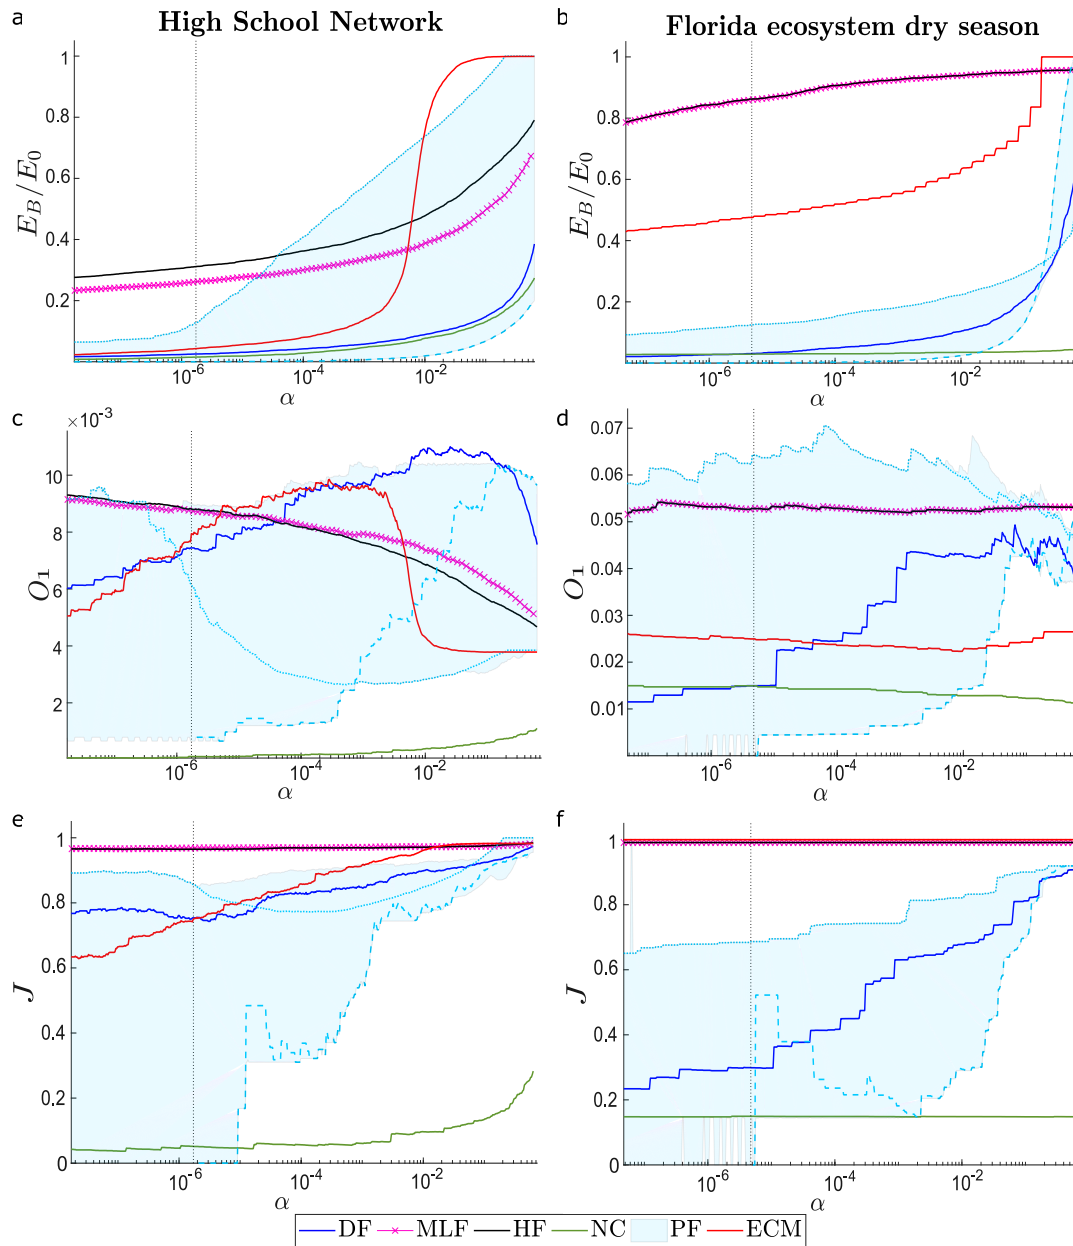 High School Network
Florida ecosystem dry season
a
1
0.8
0.6
0.4
0.2
E_B/E_0
10^-6
10^-4
10^-2
α
b
1
0.8
0.6
0.4
0.2
E_B/E_0
10^-6
10^-4
10^-2
α
c
×10^-3
10
8
6
4
2
O_1
10^-6
10^-4
10^-2
α
d
0.07
0.06
0.05
0.04
0.03
0.02
0.01
O_1
10^-6
10^-4
10^-2
α
e
1
0.8
0.6
0.4
0.2
0
J
10^-6
10^-4
10^-2
α
f
1
0.8
0.6
0.4
0.2
0
J
10^-6
10^-4
10^-2
α
DF MLF HF NC PF ECM